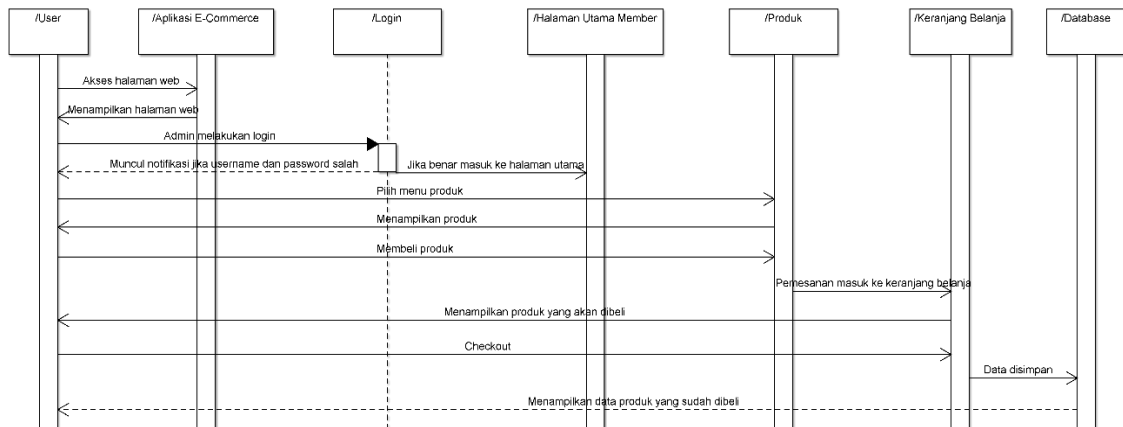 /User
/Aplikasi E-Commerce
/Login
/Halaman Utama Member
/Produk
/Keranjang Belanja
/Database
Akses halaman web
Menampilkan halaman web
Admin melakukan login
Muncul notifikasi jika username dan password salah
Jika benar masuk ke halaman utama
Pilih menu produk
Menampilkan produk
Membeli produk
Pemesanan masuk ke keranjang belanja
Menampilkan produk yang akan dibeli
Checkout
Data disimpan
Menampilkan data produk yang sudah dibeli